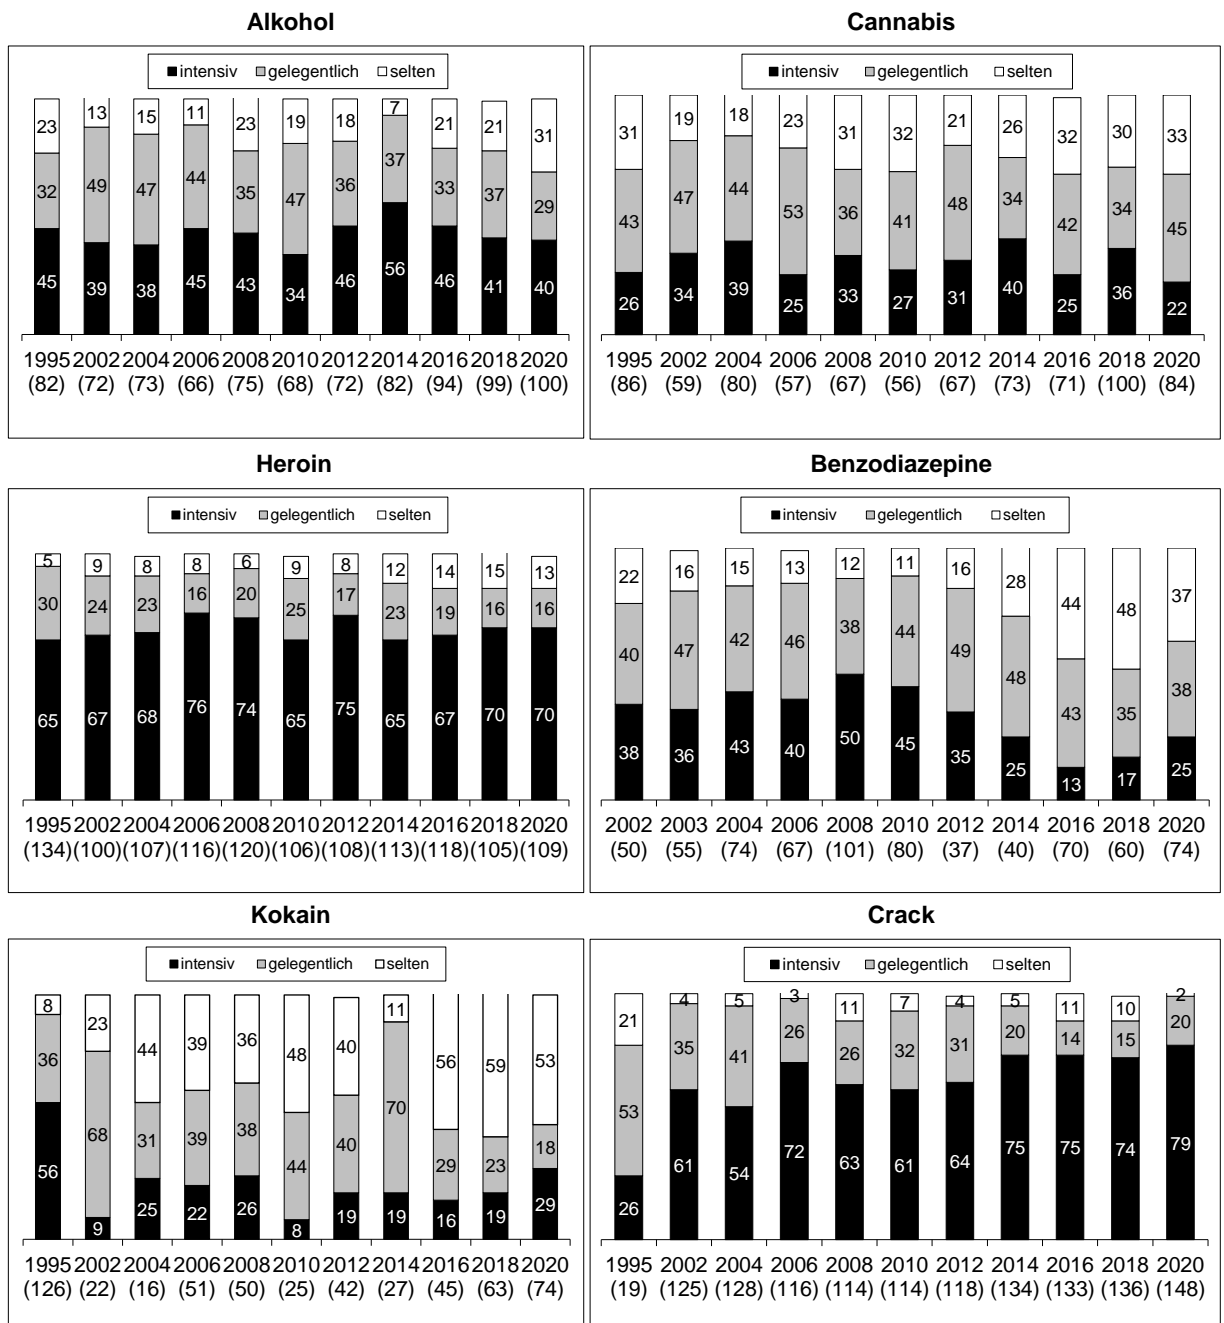 Alkohol
intensiv gelegentlich selten
23 13 15 11 23 19 18 7 21 21 31
32 49 47 44 35 47 36 37 33 37 29
45 39 38 45 43 34 46 56 46 41 40
1995 2002 2004 2006 2008 2010 2012 2014 2016 2018 2020
(82) (72) (73) (66) (75) (68) (72) (82) (94) (99) (100)
Cannabis
intensiv gelegentlich selten
31 19 18 23 31 32 21 26 32 30 33
43 47 44 53 36 41 48 34 42 34 45
26 34 39 25 33 27 31 40 25 36 22
1995 2002 2004 2006 2008 2010 2012 2014 2016 2018 2020
(86) (59) (80) (57) (67) (56) (67) (73) (71) (100) (84)
Heroin
intensiv gelegentlich selten
5 9 8 8 6 9 8 12 14 15 13
30 24 23 16 20 25 17 23 19 16 16
65 67 68 76 74 65 75 65 67 70 70
1995 2002 2004 2006 2008 2010 2012 2014 2016 2018 2020
(134) (100) (107) (116) (120) (106) (108) (113) (118) (105) (109)
Benzodiazepine
intensiv gelegentlich selten
22 16 15 13 12 11 16 28 44 48 37
40 47 42 46 38 44 49 48 43 35 38
38 36 43 40 50 45 35 25 13 17 25
2002 2003 2004 2006 2008 2010 2012 2014 2016 2018 2020
(50) (55) (74) (67) (101) (80) (37) (40) (70) (60) (74)
Kokain
intensiv gelegentlich selten
8 23 44 39 36 48 40 11 56 59 53
36 68 31 39 38 44 40 70 29 23 18
56 9 25 22 26 8 19 19 16 19 29
1995 2002 2004 2006 2008 2010 2012 2014 2016 2018 2020
(126) (22) (16) (51) (50) (25) (42) (27) (45) (63) (74)
Crack
intensiv gelegentlich selten
21 4 5 3 11 7 4 5 11 10 2
53 35 41 26 26 32 31 20 14 15 20
26 61 54 72 63 61 64 75 75 74 79
1995 2002 2004 2006 2008 2010 2012 2014 2016 2018 2020
(19) (125) (128) (116) (114) (114) (118) (134) (133) (136) (148)